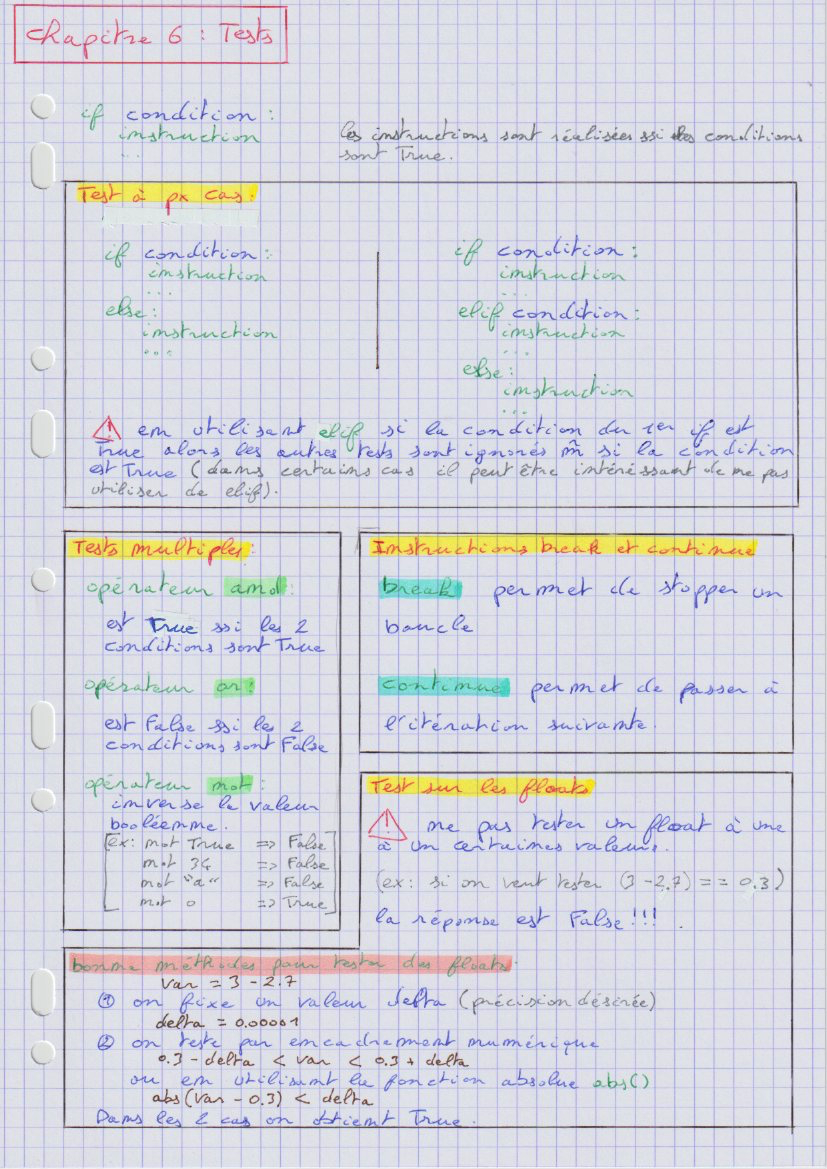 Chapitre 6 : Tests
if condition :
instruction
...
les instructions sont réalisées ssi les conditions
sont True.
Test à px cas :
if condition :
instruction
...
else :
instruction
...
if condition :
instruction
...
elif condition :
instruction
...
else :
instruction
...
⚠ en utilisant elif si la condition du 1er if est
True alors les autres tests sont ignorés m̂ si la condition
est True (dans certains cas il peut être intéressant de ne pas
utiliser de elif).
Tests multiples :
opérateur and :
est True ssi les 2
conditions sont True
opérateur or :
est False ssi les 2
conditions sont False
opérateur not :
inverse la valeur
booléenne.
[ex: not True => False]
not 34 => False
not "a" => False
not 0 => True
Instructions break et continue
break permet de stopper un
boucle
continue permet de passer à
l'itération suivante.
Test sur les floats
⚠ ne pas tester un float à une
à un certaines valeurs.
(ex : si on veut tester (3 - 2.7) == 0.3)
la réponse est False!!! .
bonne méthodes pour tester des floats.
var = 3 - 2.7
① on fixe un valeur delta (précision désirée)
delta = 0.00001
② on teste par encadrement numérique
0.3 - delta < var < 0.3 + delta
ou en utilisant la fonction absolue abs()
abs(var - 0.3) < delta
Dans les 2 cas on obtient True.